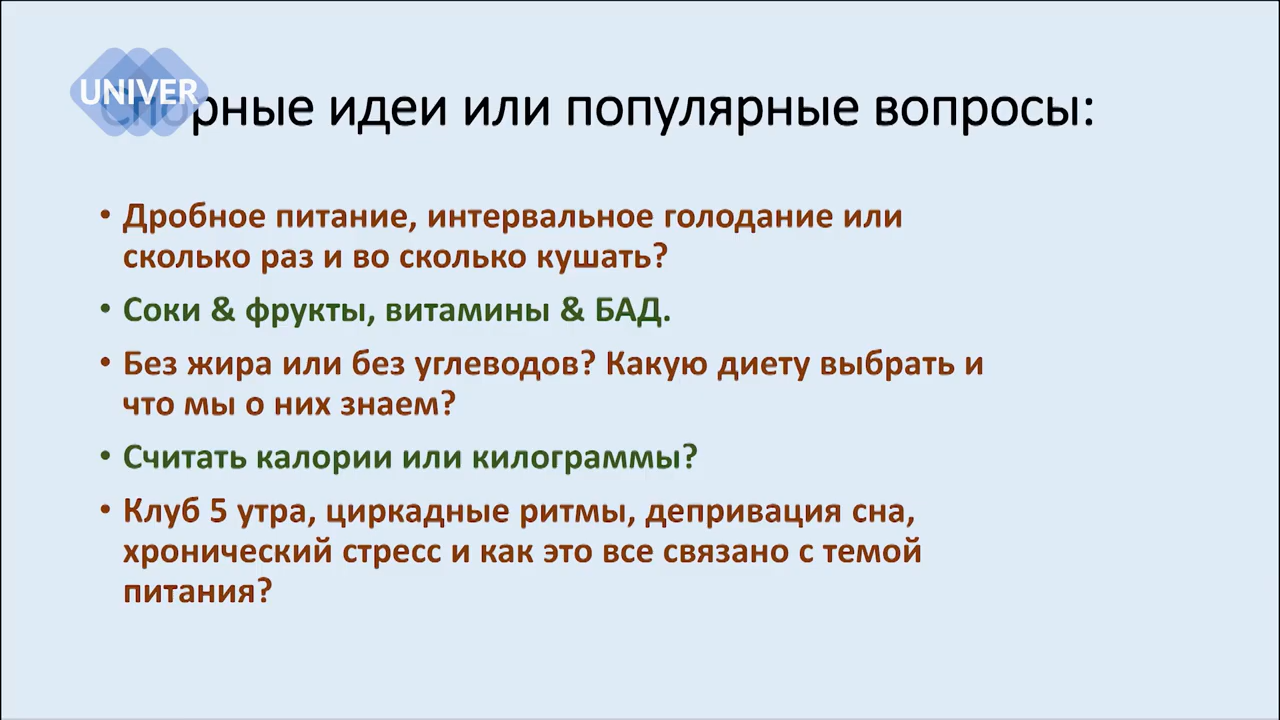 UNIVER
Спорные идеи или популярные вопросы:
• Дробное питание, интервальное голодание или
сколько раз и во сколько кушать?
• Соки & фрукты, витамины & БАД.
• Без жира или без углеводов? Какую диету выбрать и
что мы о них знаем?
• Считать калории или килограммы?
• Клуб 5 утра, циркадные ритмы, депривация сна,
хронический стресс и как это все связано с темой
питания?